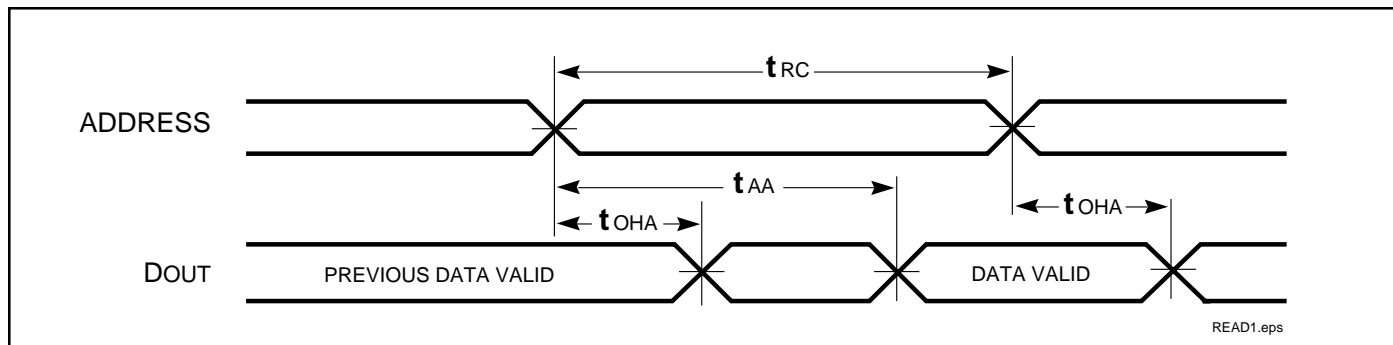 tRC
ADDRESS
tAA
tOHA
tOHA
DOUT
PREVIOUS DATA VALID
DATA VALID
READ1.eps